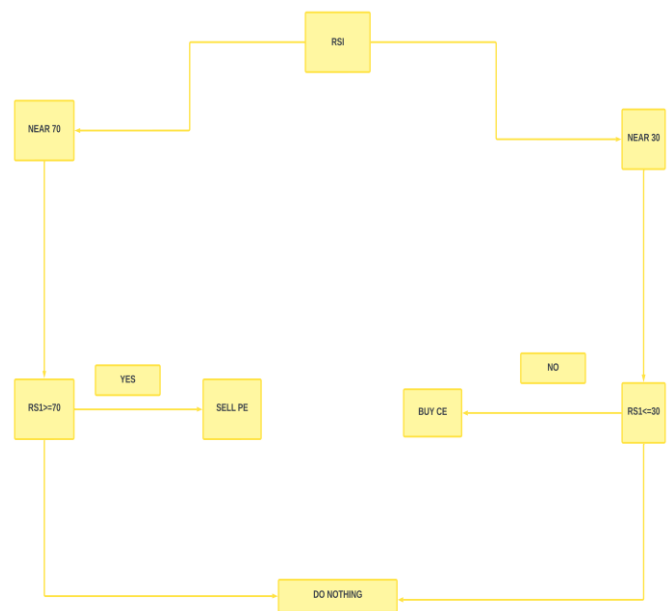 RSI
NEAR 70
NEAR 30
YES
NO
RS1>=70
SELL PE
BUY CE
RS1<=30
DO NOTHING